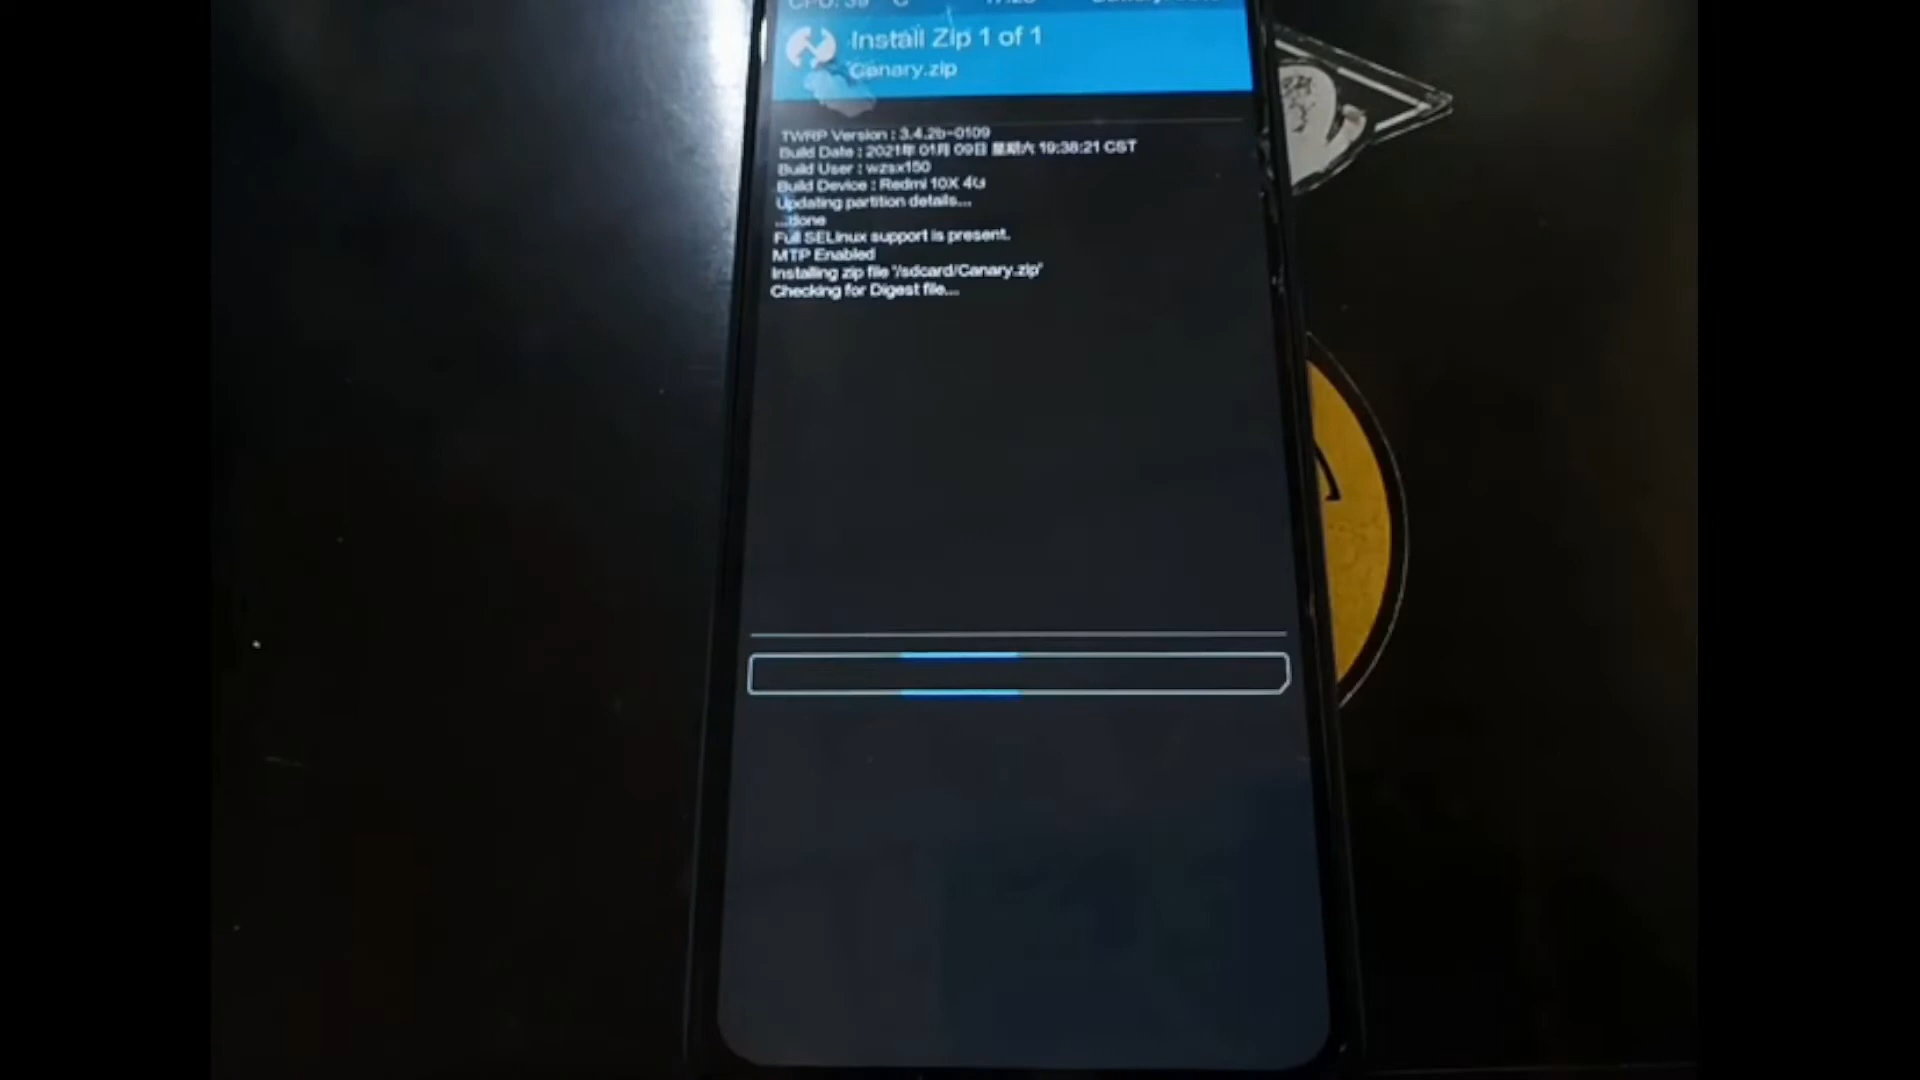 CPU: 39 °C
Install Zip 1 of 1
Canary.zip
TWRP Version : 3.4.2b-0109
Build Date : 2021年 01月 09日 星期六 19:38:21 CST
Build User : wzsx150
Build Device : Redmi 10X 4G
Updating partition details...
...done
Full SELinux support is present.
MTP Enabled
Installing zip file '/sdcard/Canary.zip'
Checking for Digest file...